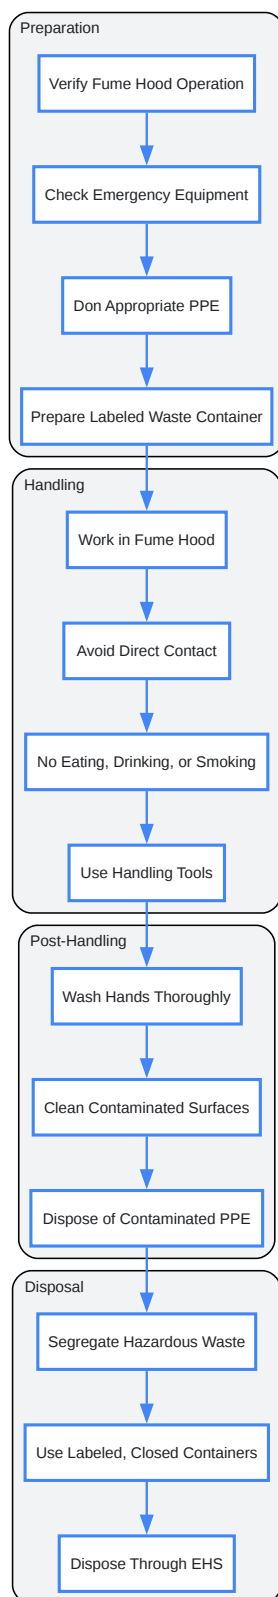 Preparation
Verify Fume Hood Operation
Check Emergency Equipment
Don Appropriate PPE
Prepare Labeled Waste Container
Handling
Work in Fume Hood
Avoid Direct Contact
No Eating, Drinking, or Smoking
Use Handling Tools
Post-Handling
Wash Hands Thoroughly
Clean Contaminated Surfaces
Dispose of Contaminated PPE
Disposal
Segregate Hazardous Waste
Use Labeled, Closed Containers
Dispose Through EHS